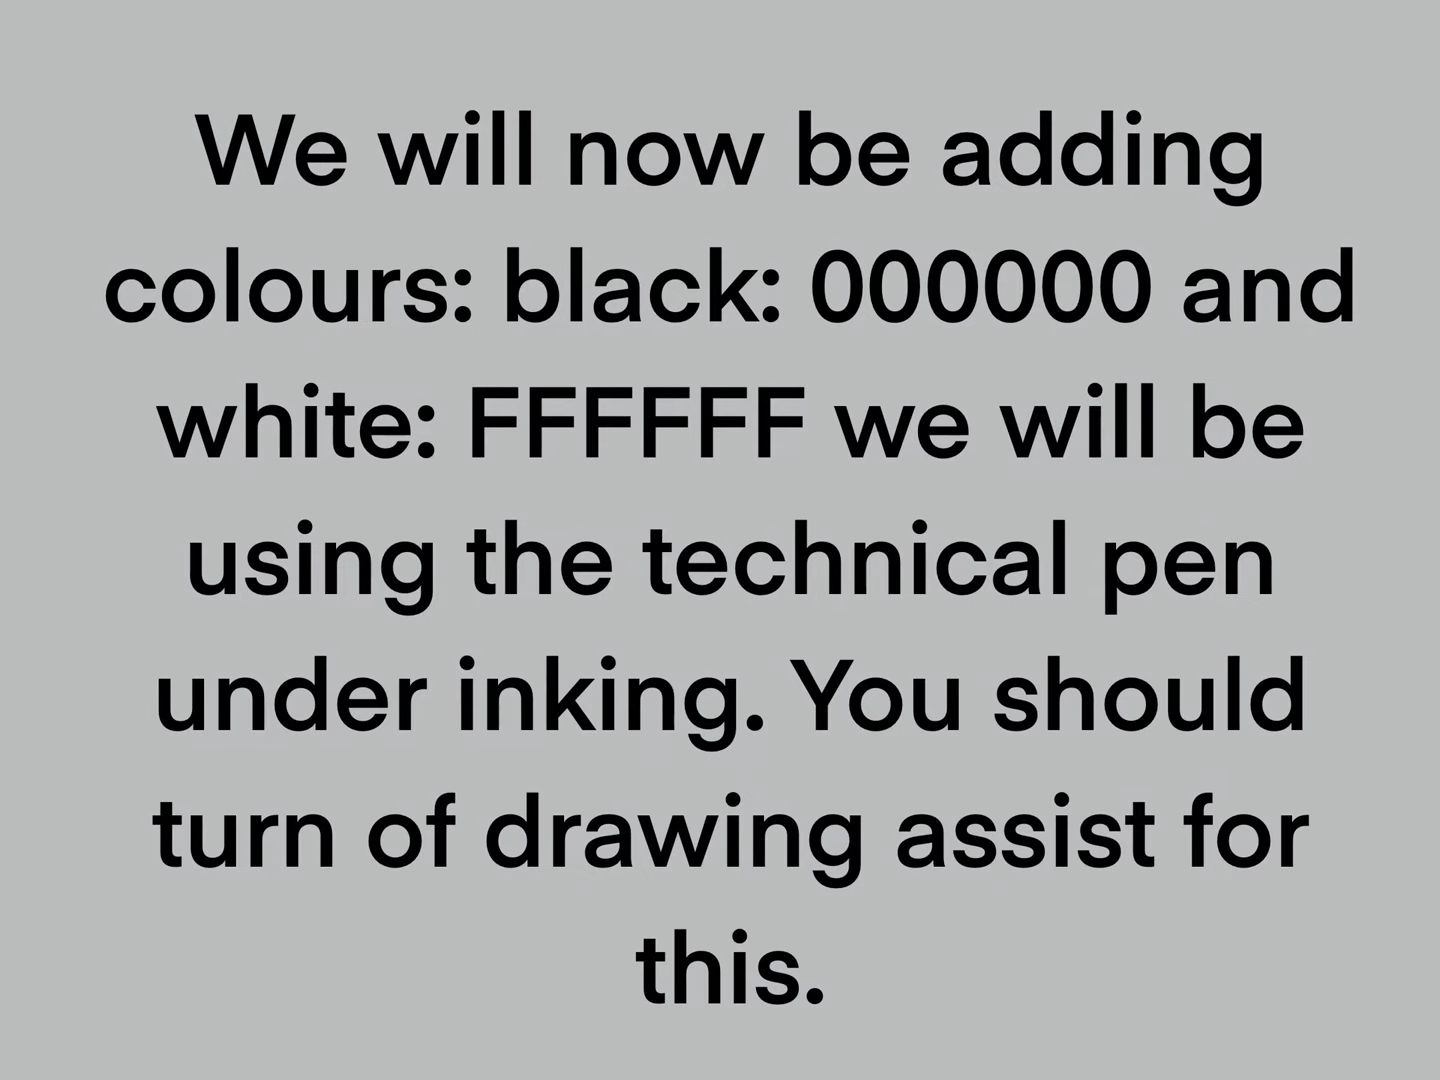 We will now be adding
colours: black: 000000 and
white: FFFFFF we will be
using the technical pen
under inking. You should
turn of drawing assist for
this.